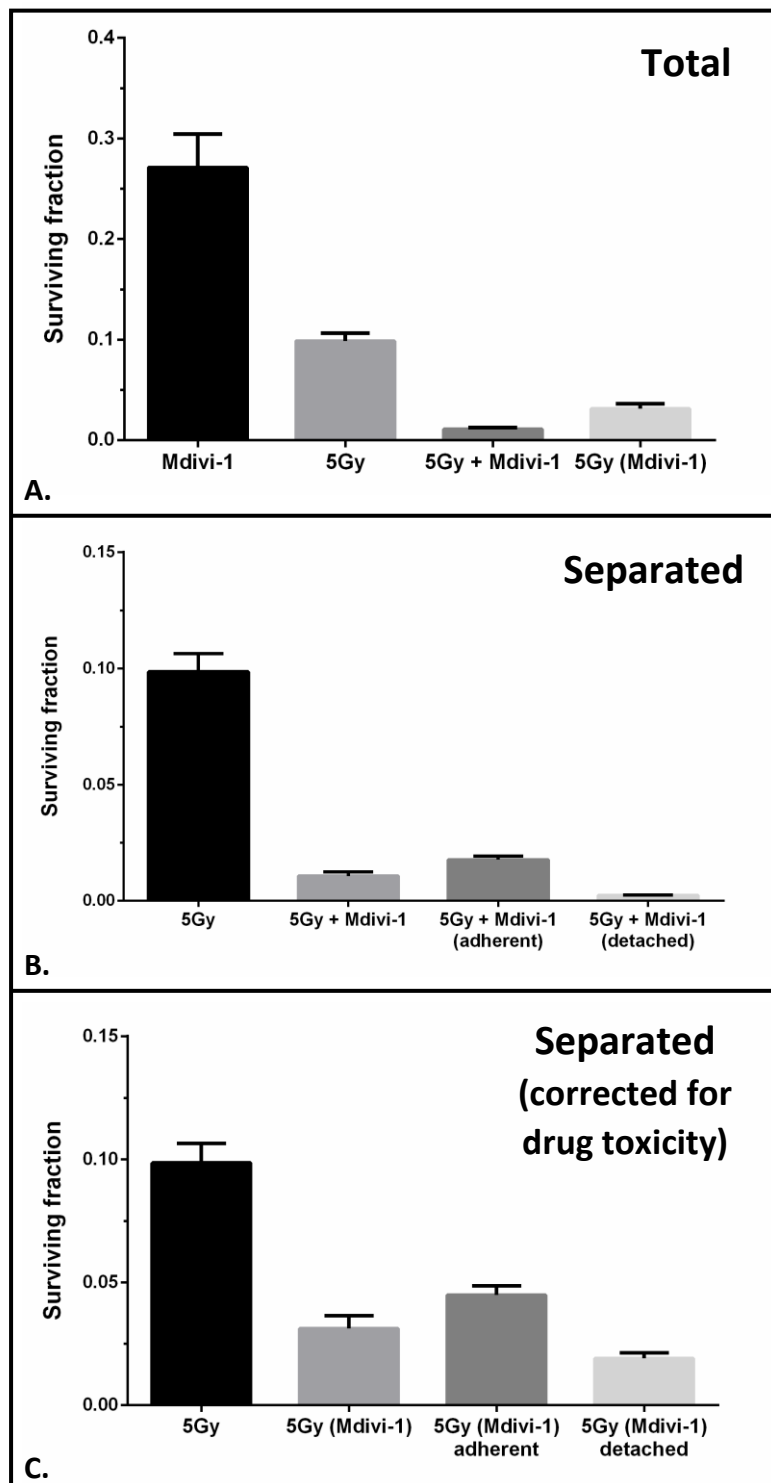 Total
Surviving fraction
0.4
0.3
0.2
0.1
0.0
Mdivi-1 5Gy 5Gy + Mdivi-1 5Gy (Mdivi-1)
A.
Separated
Surviving fraction
0.15
0.10
0.05
0.00
5Gy 5Gy + Mdivi-1 5Gy + Mdivi-1 5Gy + Mdivi-1
(adherent) (detached)
B.
Separated
(corrected for
drug toxicity)
Surviving fraction
0.15
0.10
0.05
0.00
5Gy 5Gy (Mdivi-1) 5Gy (Mdivi-1) 5Gy (Mdivi-1)
adherent detached
C.